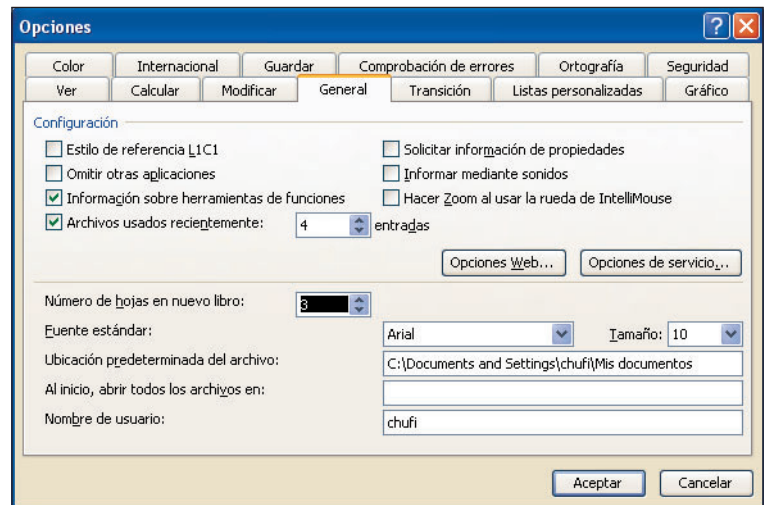 Opciones
Color Internacional Guardar Comprobación de errores Ortografía Seguridad
Ver Calcular Modificar General Transición Listas personalizadas Gráfico
Configuración
Estilo de referencia L1C1 Solicitar información de propiedades
Omitir otras aplicaciones Informar mediante sonidos
Información sobre herramientas de funciones Hacer Zoom al usar la rueda de IntelliMouse
Archivos usados recientemente: 4 entradas
Opciones Web... Opciones de servicio...
Número de hojas en nuevo libro: 3
Fuente estándar: Arial Tamaño: 10
Ubicación predeterminada del archivo: C:\Documents and Settings\chufi\Mis documentos
Al inicio, abrir todos los archivos en:
Nombre de usuario: chufi
Aceptar Cancelar